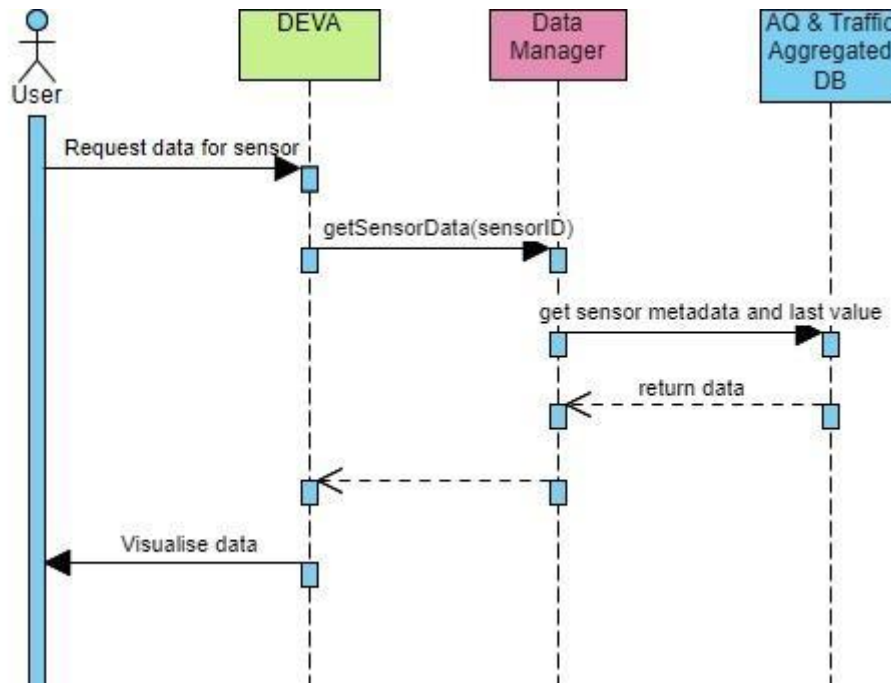 User
DEVA
Data
Manager
AQ & Traffic
Aggregated
DB
Request data for sensor
getSensorData(sensorID)
get sensor metadata and last value
return data
Visualise data